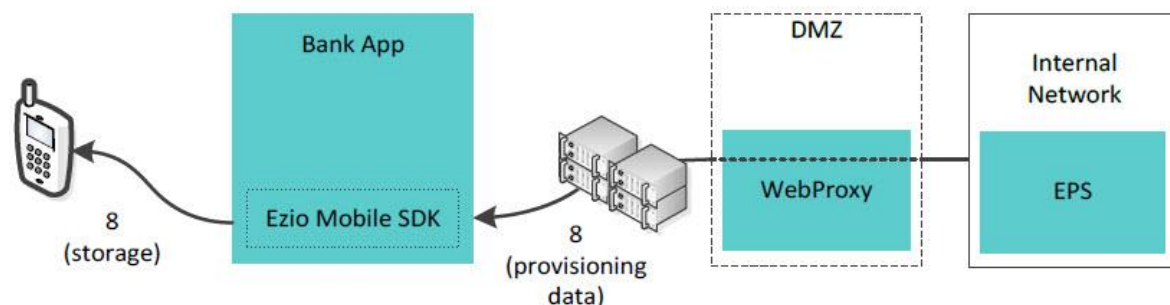 Bank App
DMZ
Internal
Network
Ezio Mobile SDK
WebProxy
EPS
8
(storage)
8
(provisioning
data)